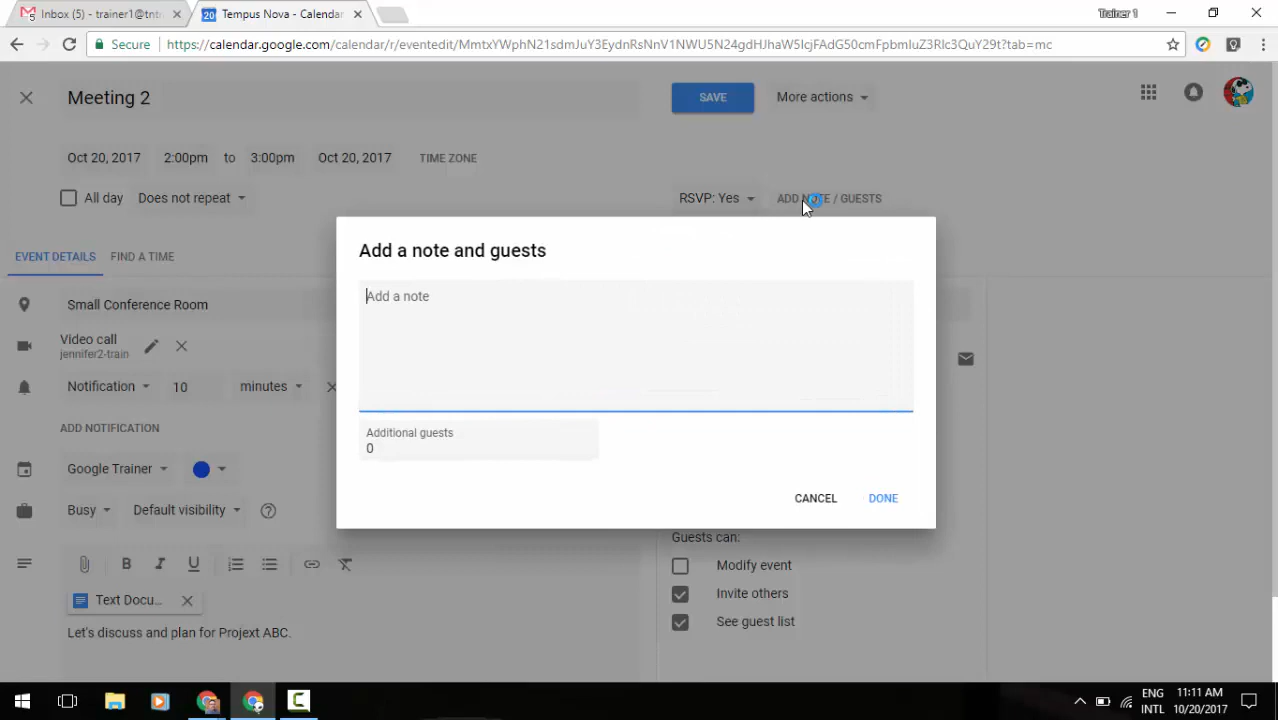 Inbox (5) - trainer1@tntr
Tempus Nova - Calendar
Trainer 1
Secure
https://calendar.google.com/calendar/r/eventedit/MmtxYWphN21sdmJuY3EydnRsNnV1NWU5N24gdHJhaW5lcjFAdG50cmFpbmluZ3Rlc3QuY29t?tab=mc
Meeting 2
SAVE
More actions
Oct 20, 2017 2:00pm to 3:00pm Oct 20, 2017 TIME ZONE
All day Does not repeat
RSVP: Yes ADD NOTE / GUESTS
EVENT DETAILS FIND A TIME
Add a note and guests
Add a note
Additional guests
0
CANCEL DONE
Small Conference Room
Video call
jennifer2-train
Notification 10 minutes
ADD NOTIFICATION
Google Trainer
Busy Default visibility
B I U
Text Docu...
Let's discuss and plan for Projext ABC.
Guests can:
Modify event
Invite others
See guest list
ENG 11:11 AM
INTL 10/20/2017